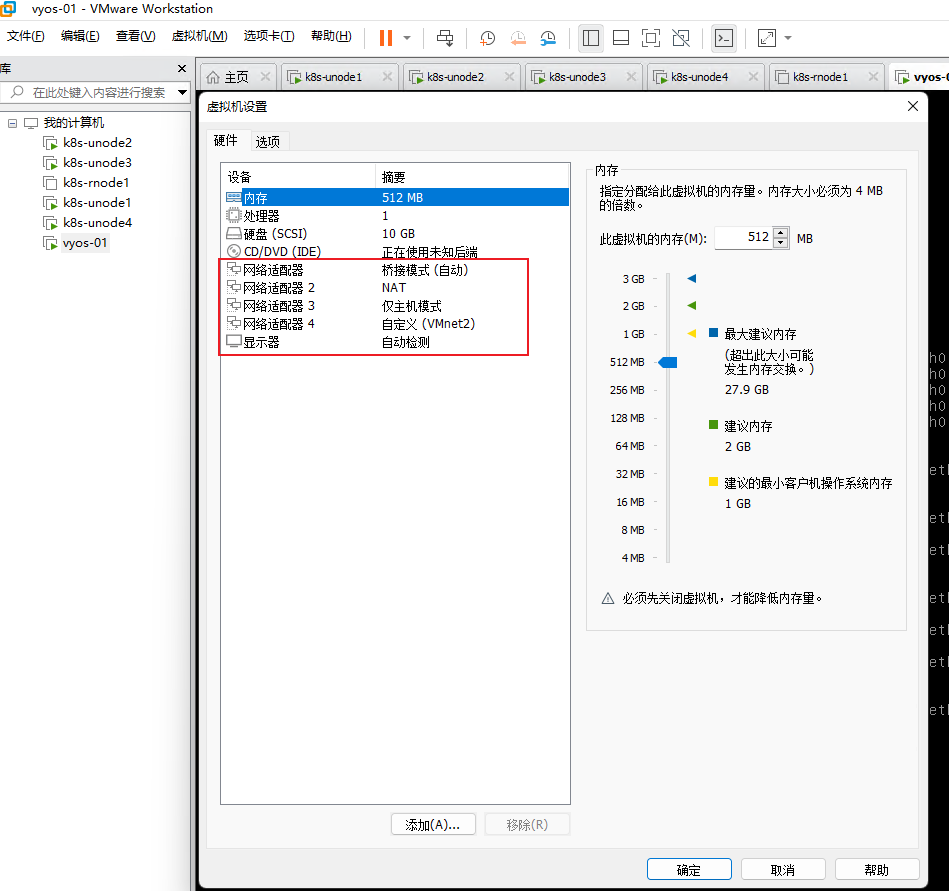 vyos-01 - VMware Workstation
文件(F) 编辑(E) 查看(V) 虚拟机(M) 选项卡(T) 帮助(H)
库
在此处键入内容进行搜索
我的计算机
k8s-unode2
k8s-unode3
k8s-rnode1
k8s-unode1
k8s-unode4
vyos-01
主页 k8s-unode1 k8s-unode2 k8s-unode3 k8s-unode4 k8s-rnode1
虚拟机设置
硬件 选项
设备 摘要
内存 512 MB
处理器 1
硬盘 (SCSI) 10 GB
CD/DVD (IDE) 正在使用未知后端
网络适配器 桥接模式 (自动)
网络适配器 2 NAT
网络适配器 3 仅主机模式
网络适配器 4 自定义 (VMnet2)
显示器 自动检测
添加(A)... 移除(R)
内存
指定分配给此虚拟机的内存量。内存大小必须为 4 MB
的倍数。
此虚拟机的内存(M): 512 MB
3 GB
2 GB
1 GB
512 MB
256 MB
128 MB
64 MB
32 MB
16 MB
8 MB
4 MB
最大建议内存
(超出此大小可能
发生内存交换。)
27.9 GB
建议内存
2 GB
建议的最小客户机操作系统内存
1 GB
必须先关闭虚拟机，才能降低内存量。
确定 取消 帮助
h0
h0
h0
h0
h0